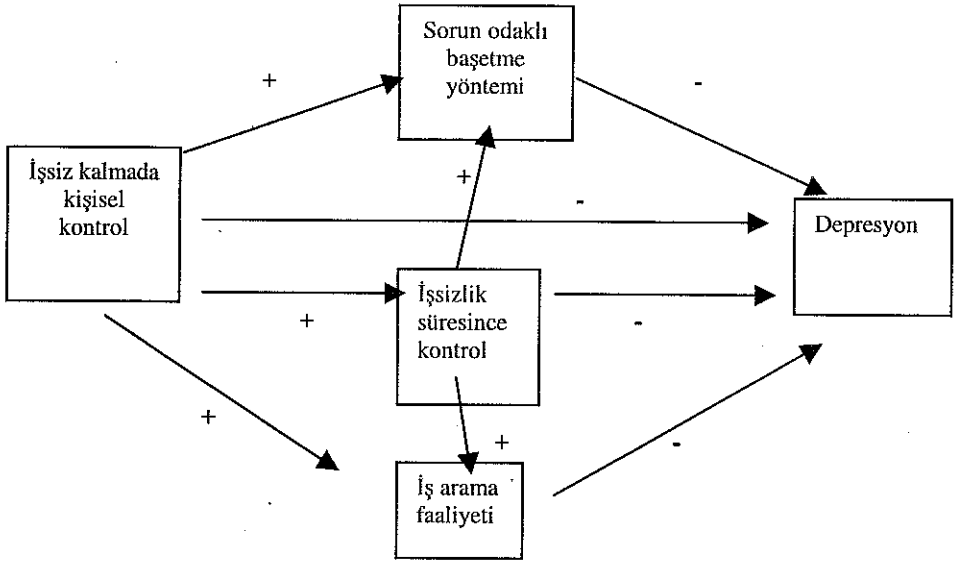 Sorun odaklı
başetme
yöntemi
+
-
İşsiz kalmada
kişisel
kontrol
+
-
Depresyon
İşsizlik
süresince
kontrol
+
-
+
+
-
İş arama
faaliyeti